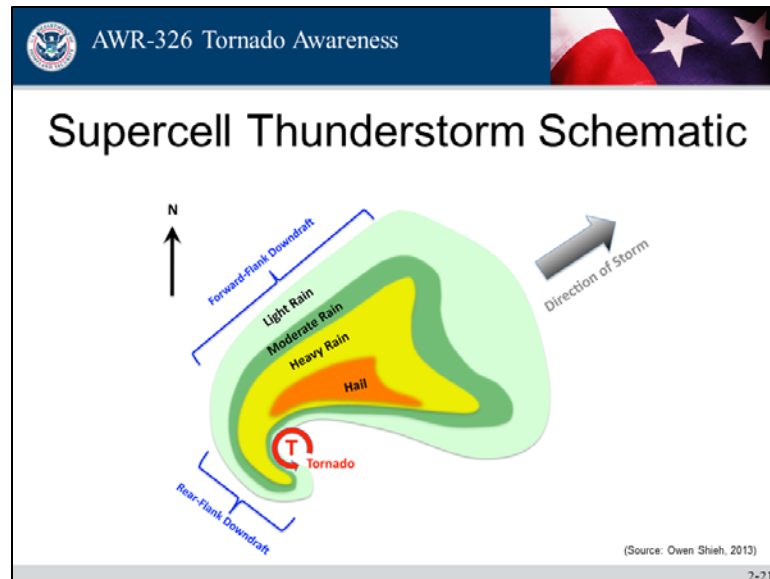 AWR-326 Tornado Awareness
Supercell Thunderstorm Schematic
N
Forward-Flank Downdraft
Direction of Storm
Light Rain
Moderate Rain
Heavy Rain
Hail
T
Tornado
Rear-Flank Downdraft
(Source: Owen Shieh, 2013)